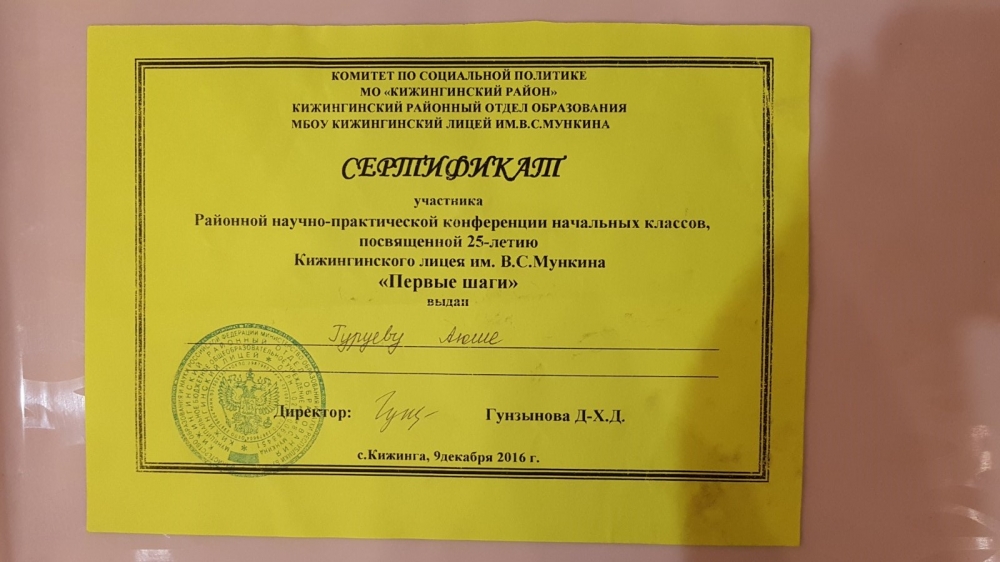 КОМИТЕТ ПО СОЦИАЛЬНОЙ ПОЛИТИКЕ
МО «КИЖИНГИНСКИЙ РАЙОН»
КИЖИНГИНСКИЙ РАЙОННЫЙ ОТДЕЛ ОБРАЗОВАНИЯ
МБОУ КИЖИНГИНСКИЙ ЛИЦЕЙ ИМ.В.С.МУНКИНА
СЕРТИФИКАТ
участника
Районной научно-практической конференции начальных классов,
посвященной 25-летию
Кижингинского лицея им. В.С.Мункина
«Первые шаги»
выдан
Гуруеву Аюше
Директор: Гунзынова Д-Х.Д.
с.Кижинга, 9декабря 2016 г.